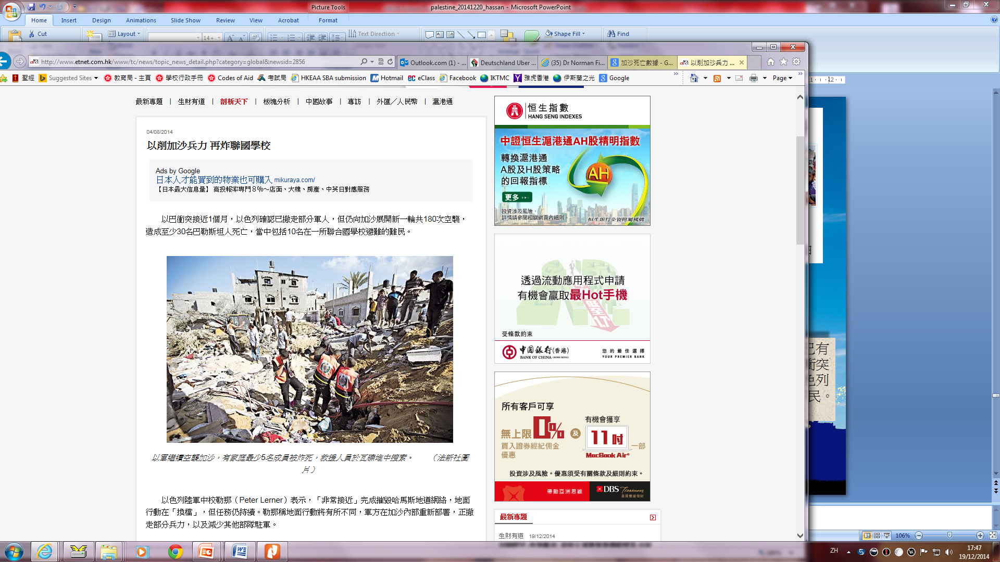 Picture Tools
palestine_20141220_hassan - Microsoft PowerPoint
Home Insert Design Animations Slide Show Review View Acrobat Format
Cut Layout 14 Text Direction Shape Fill Find
http://www.etnet.com.hk/www/tc/news/topic_news_detail.php?category=global&newsid=2856
Outlook.com (1) - ... Deutschland Uber ... (35) Dr Norman Fi... 加沙死亡數據 - G... 以削加沙兵力 ...
聖經 Suggested Sites 教育局 - 主頁 學校行政手冊 Codes of Aid 考試局 HKEAA SBA submission Hotmail eClass Facebook IKTMC 雅虎香港 伊斯蘭之光 Google Page
最新專題 | 生財有道 | 剖析天下 | 板塊分析 | 中國故事 | 專訪 | 外匯／人民幣 | 滬港通
04/08/2014
以削加沙兵力 再炸聯國學校
Ads by Google
日本人才能買到的物業也可購入 mikuraya.com/
【日本最大信息量】 高投報率専門８％～店面、大樓、房產、中英日對應服務
以巴衝突接近1個月，以色列確認已撤走部分軍人，但仍向加沙展開新一輪共180次空襲，
造成至少30名巴勒斯坦人死亡，當中包括10名在一所聯合國學校避難的難民。
以軍繼續空襲加沙，有家庭最少5名成員被炸死，救援人員於瓦礫堆中搜索。 （法新社圖
片）
以色列陸軍中校勒那（Peter Lerner）表示，「非常接近」完成摧毀哈馬斯地道網絡，地面
行動在「換檔」，但任務仍持續。勒那稱地面行動將有所不同，軍方在加沙內部重新部署，正撤
走部分兵力，以及減少其他部隊駐軍。
恒生指數
HANG SENG INDEXES
中證恒生滬港通AH股精明指數
轉換滬港通
A股及H股策略
的回報指標
AH
更多
投資涉及風險。
詳情請參閱相關網頁內細則
恒生銀行全資附屬機構
透過流動應用程式申請
有機會贏取最Hot手機
受條款約束
中國銀行(香港)
BANK OF CHINA (HONG KONG)
您的最佳選擇
YOUR PREMIER BANK
所有客戶可享
無上限0%及
買入證券經紀佣金
優惠
有機會獲享
11吋
一部
MacBook Air
投資涉及風險。優惠須受有關條款及細則約束。
帶動亞洲思維
DBS Treasures
星展豐盛理財
最新專題
生財有道 19/12/2014
有
衝突
色列
民。
106%
ZH
17:47
19/12/2014